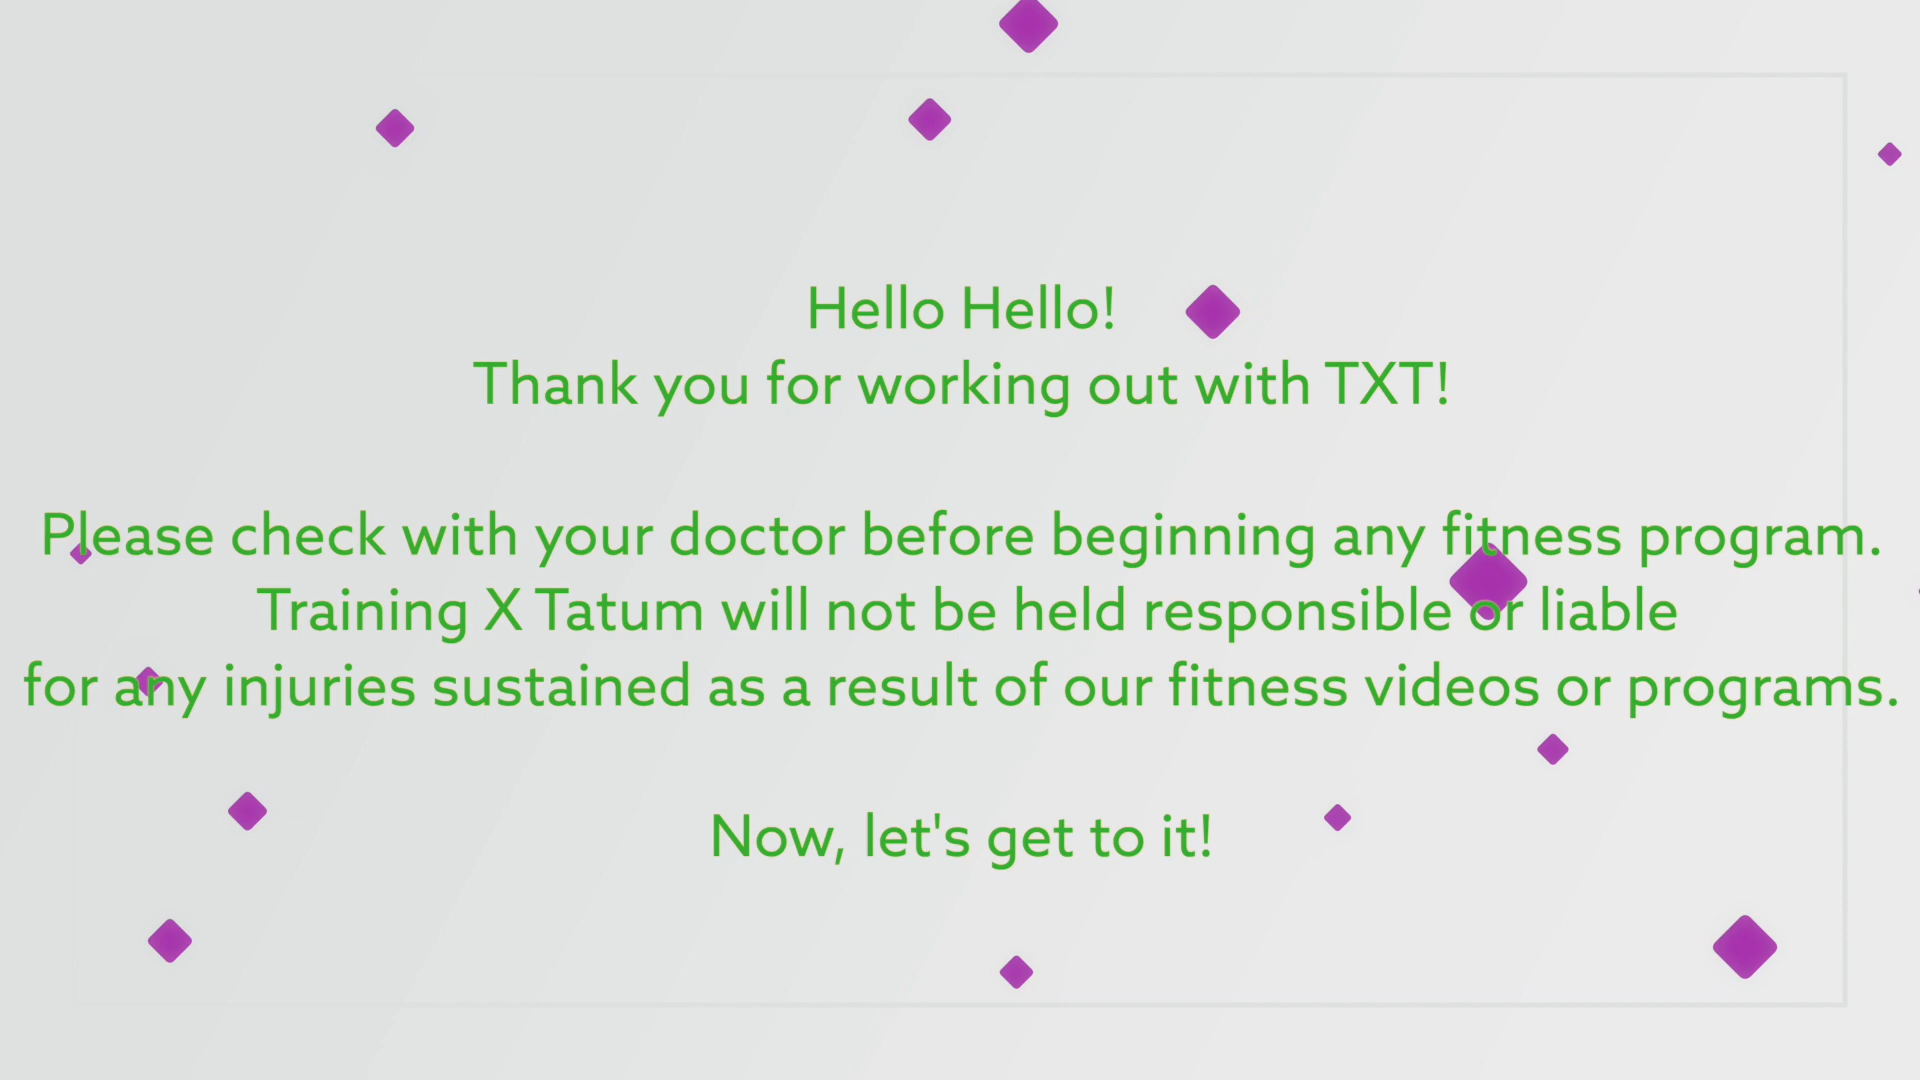 Hello Hello!
Thank you for working out with TXT!
Please check with your doctor before beginning any fitness program.
Training X Tatum will not be held responsible or liable
for any injuries sustained as a result of our fitness videos or programs.
Now, let's get to it!